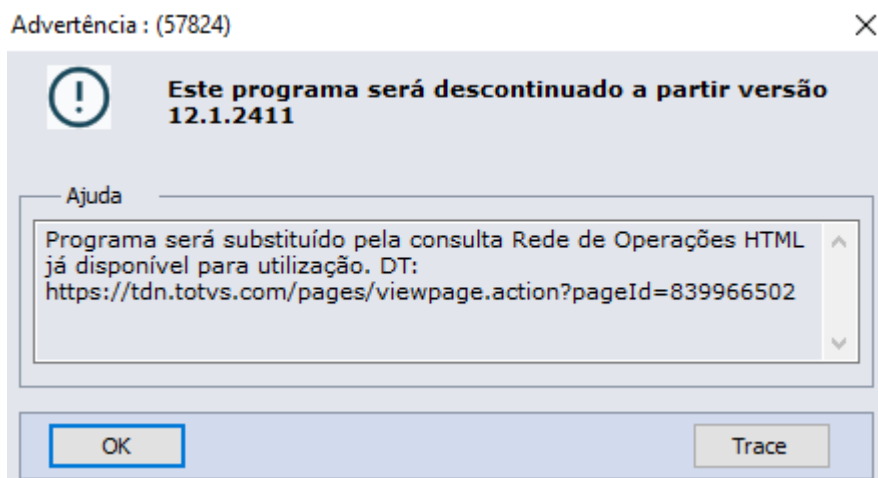 Advertência : (57824)
Este programa será descontinuado a partir versão
12.1.2411
Ajuda
Programa será substituído pela consulta Rede de Operações HTML
já disponível para utilização. DT:
https://tdn.totvs.com/pages/viewpage.action?pageId=839966502
OK
Trace